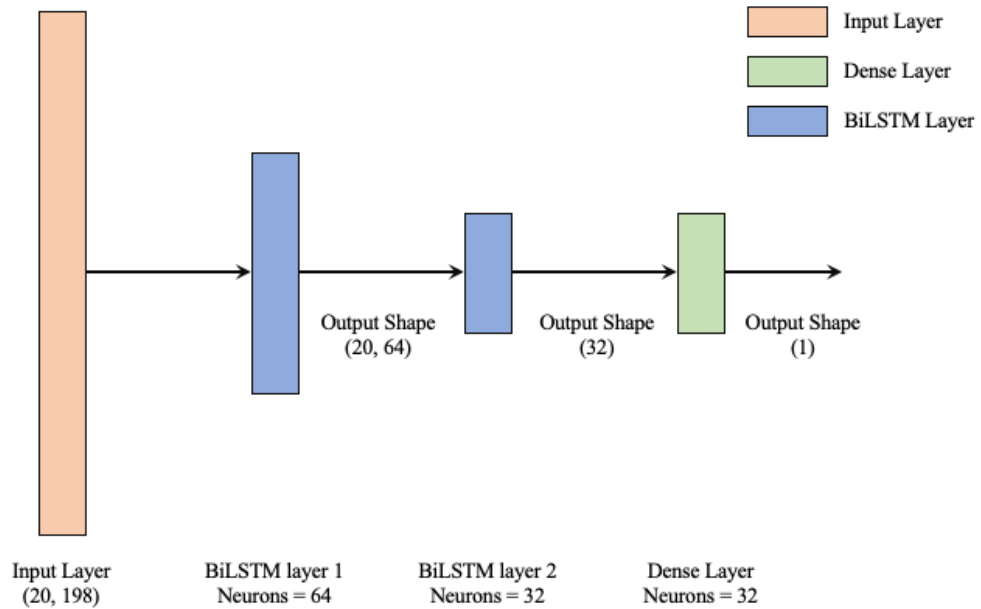 Input Layer
Dense Layer
BiLSTM Layer
Output Shape
(20, 64)
Output Shape
(32)
Output Shape
(1)
Input Layer
(20, 198)
BiLSTM layer 1
Neurons = 64
BiLSTM layer 2
Neurons = 32
Dense Layer
Neurons = 32